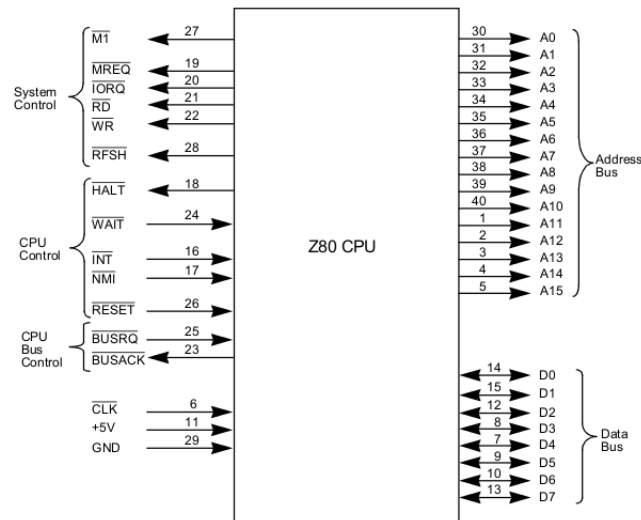 System
Control
M1 27
MREQ 19
IORQ 20
RD 21
WR 22
RFSH 28
CPU
Control
HALT 18
WAIT 24
INT 16
NMI 17
RESET 26
CPU
Bus
Control
BUSRQ 25
BUSACK 23
CLK 6
+5V 11
GND 29
Z80 CPU
30 A0
31 A1
32 A2
33 A3
34 A4
35 A5
36 A6
37 A7
38 A8
39 A9
40 A10
1 A11
2 A12
3 A13
4 A14
5 A15
Address
Bus
14 D0
15 D1
12 D2
8 D3
7 D4
9 D5
10 D6
13 D7
Data
Bus